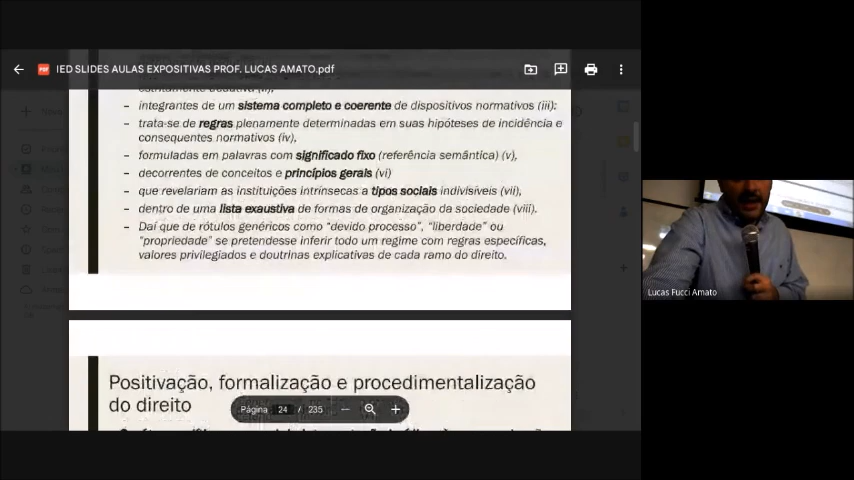 IED SLIDES AULAS EXPOSITIVAS PROF. LUCAS AMATO.pdf
– integrantes de um sistema completo e coerente de dispositivos normativos (iii);
– trata-se de regras plenamente determinadas em suas hipóteses de incidência e
consequentes normativos (iv),
– formuladas em palavras com significado fixo (referência semântica) (v),
– decorrentes de conceitos e princípios gerais (vi)
– que revelariam as instituições intrínsecas a tipos sociais indivisíveis (vii),
– dentro de uma lista exaustiva de formas de organização da sociedade (viii).
– Daí que de rótulos genéricos como “devido processo”, “liberdade” ou
“propriedade” se pretendesse inferir todo um regime com regras específicas,
valores privilegiados e doutrinas explicativas de cada ramo do direito.
Positivação, formalização e procedimentalização
do direito
Página 24 / 235
Lucas Fucci Amato